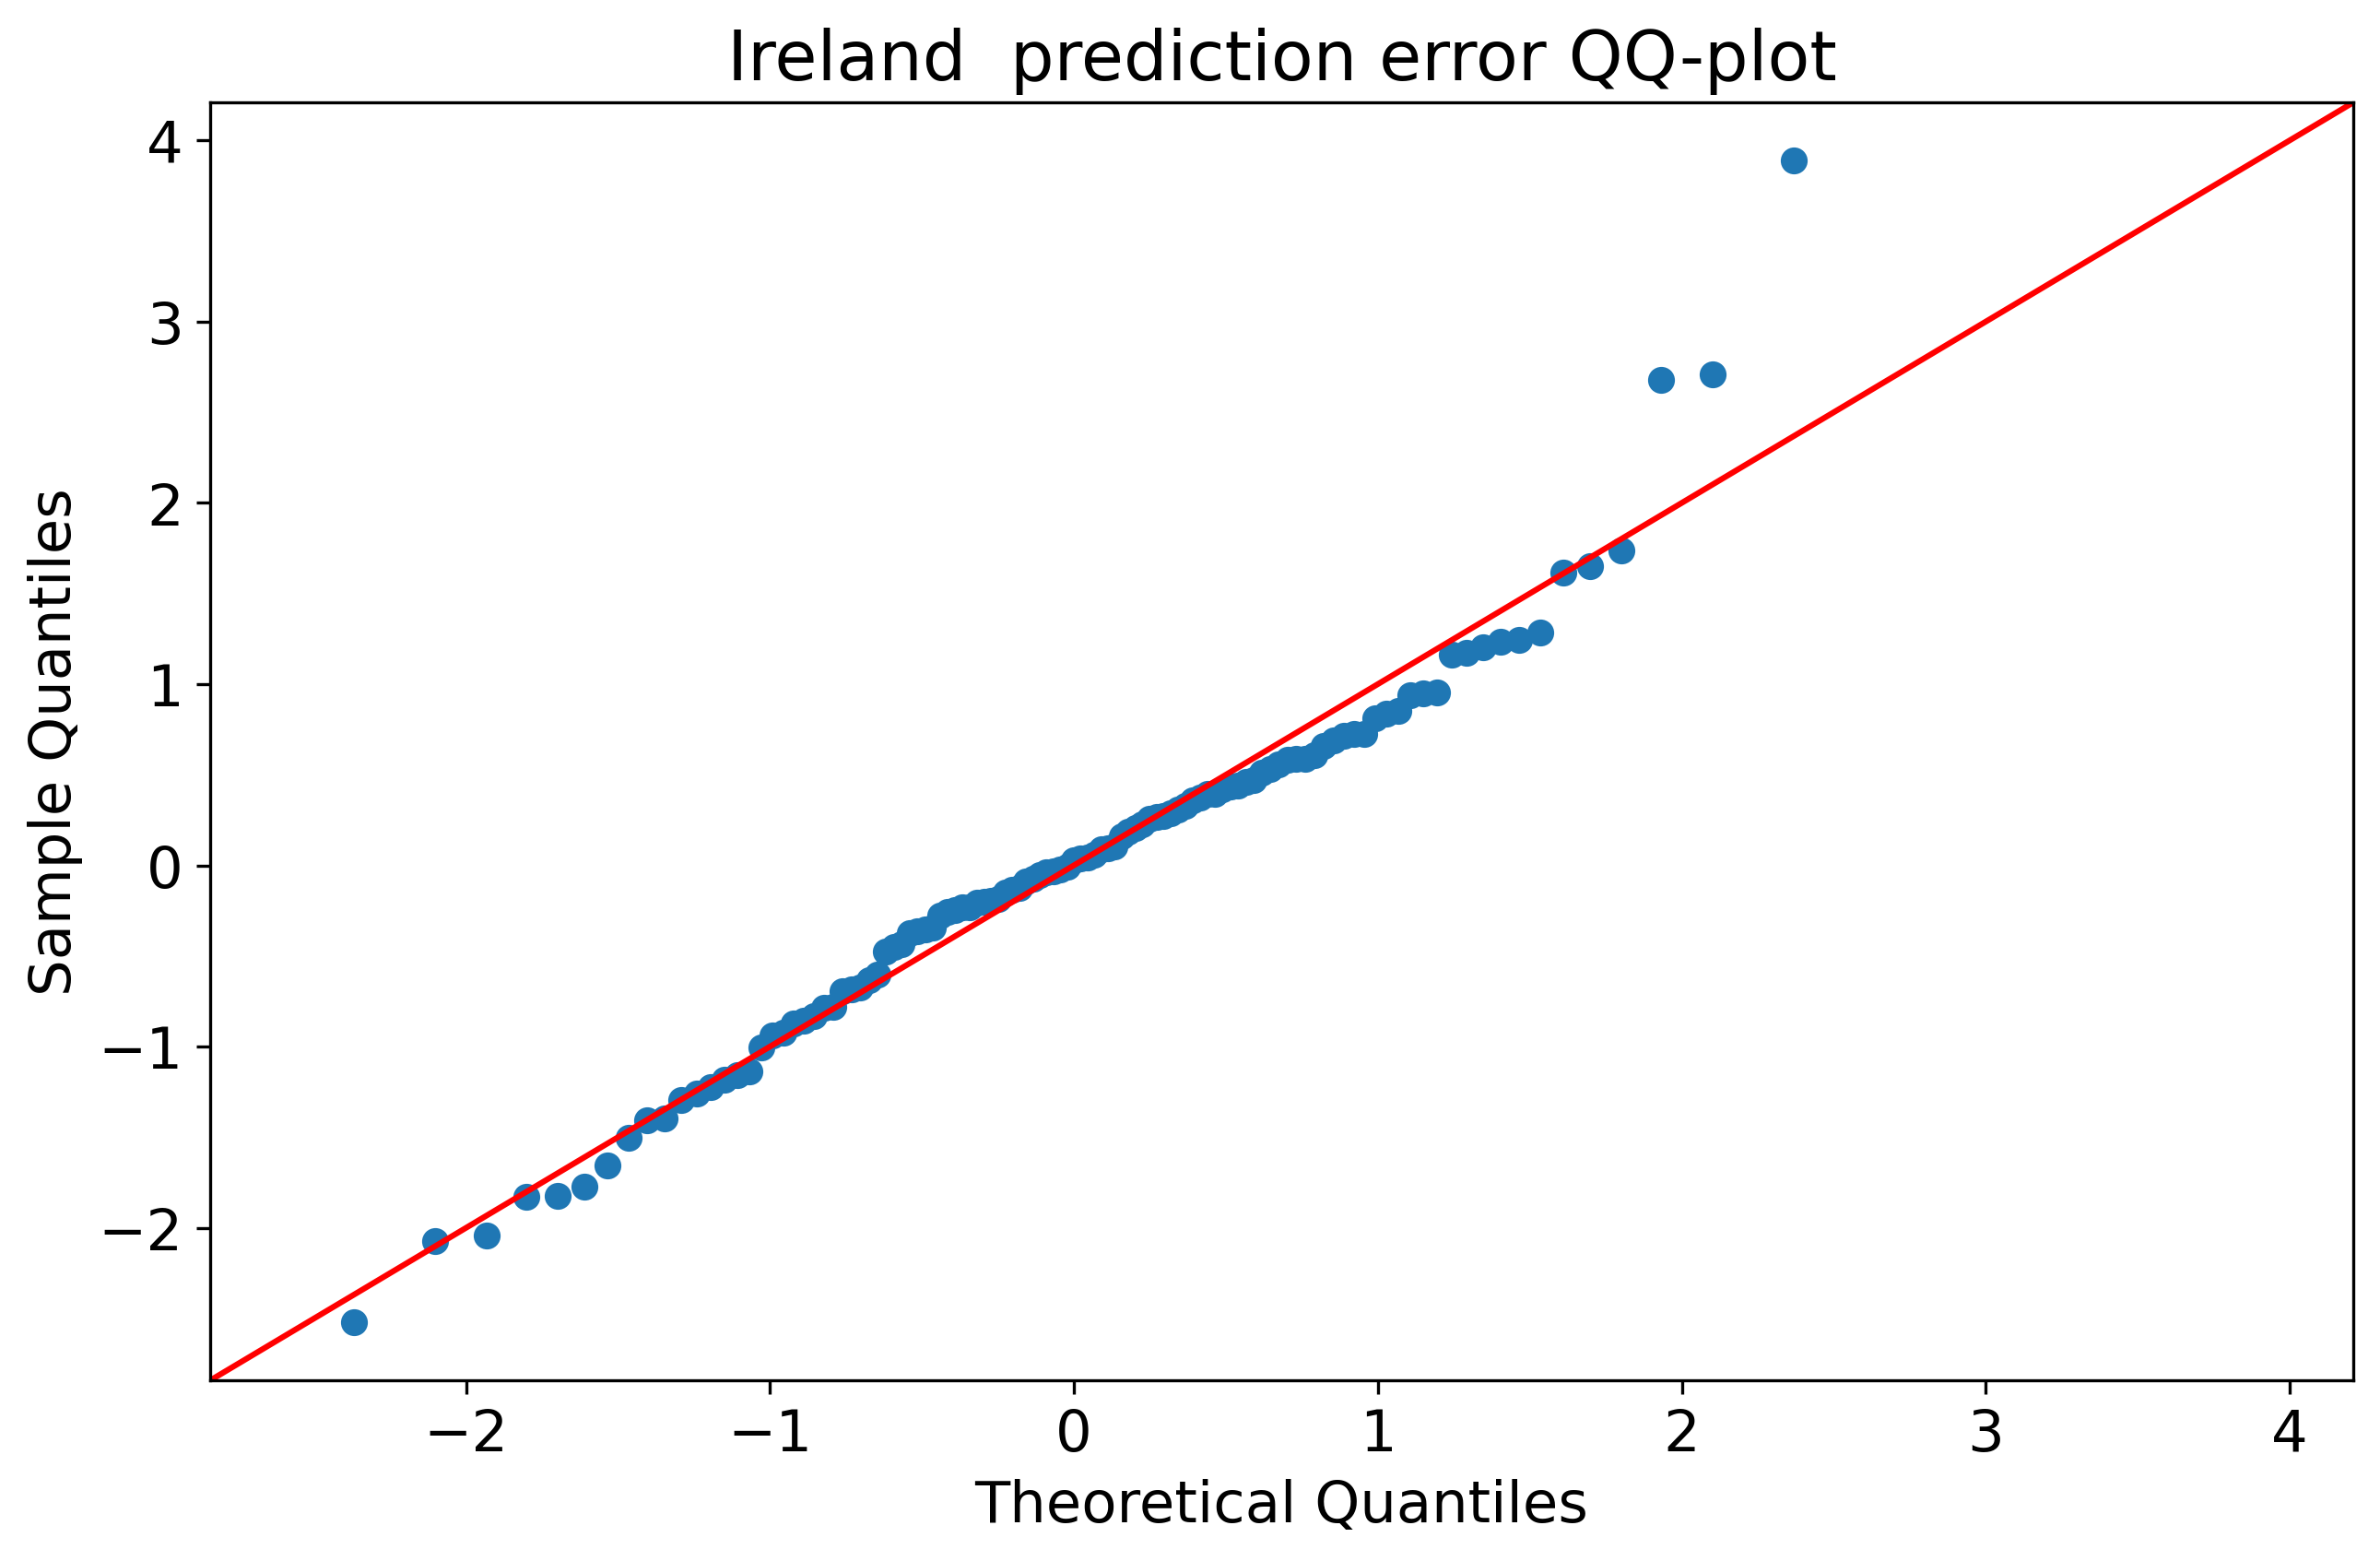 Ireland  prediction error QQ-plot
4
3
2
1
0
−1
−2
Sample Quantiles
−2 −1 0 1 2 3 4
Theoretical Quantiles